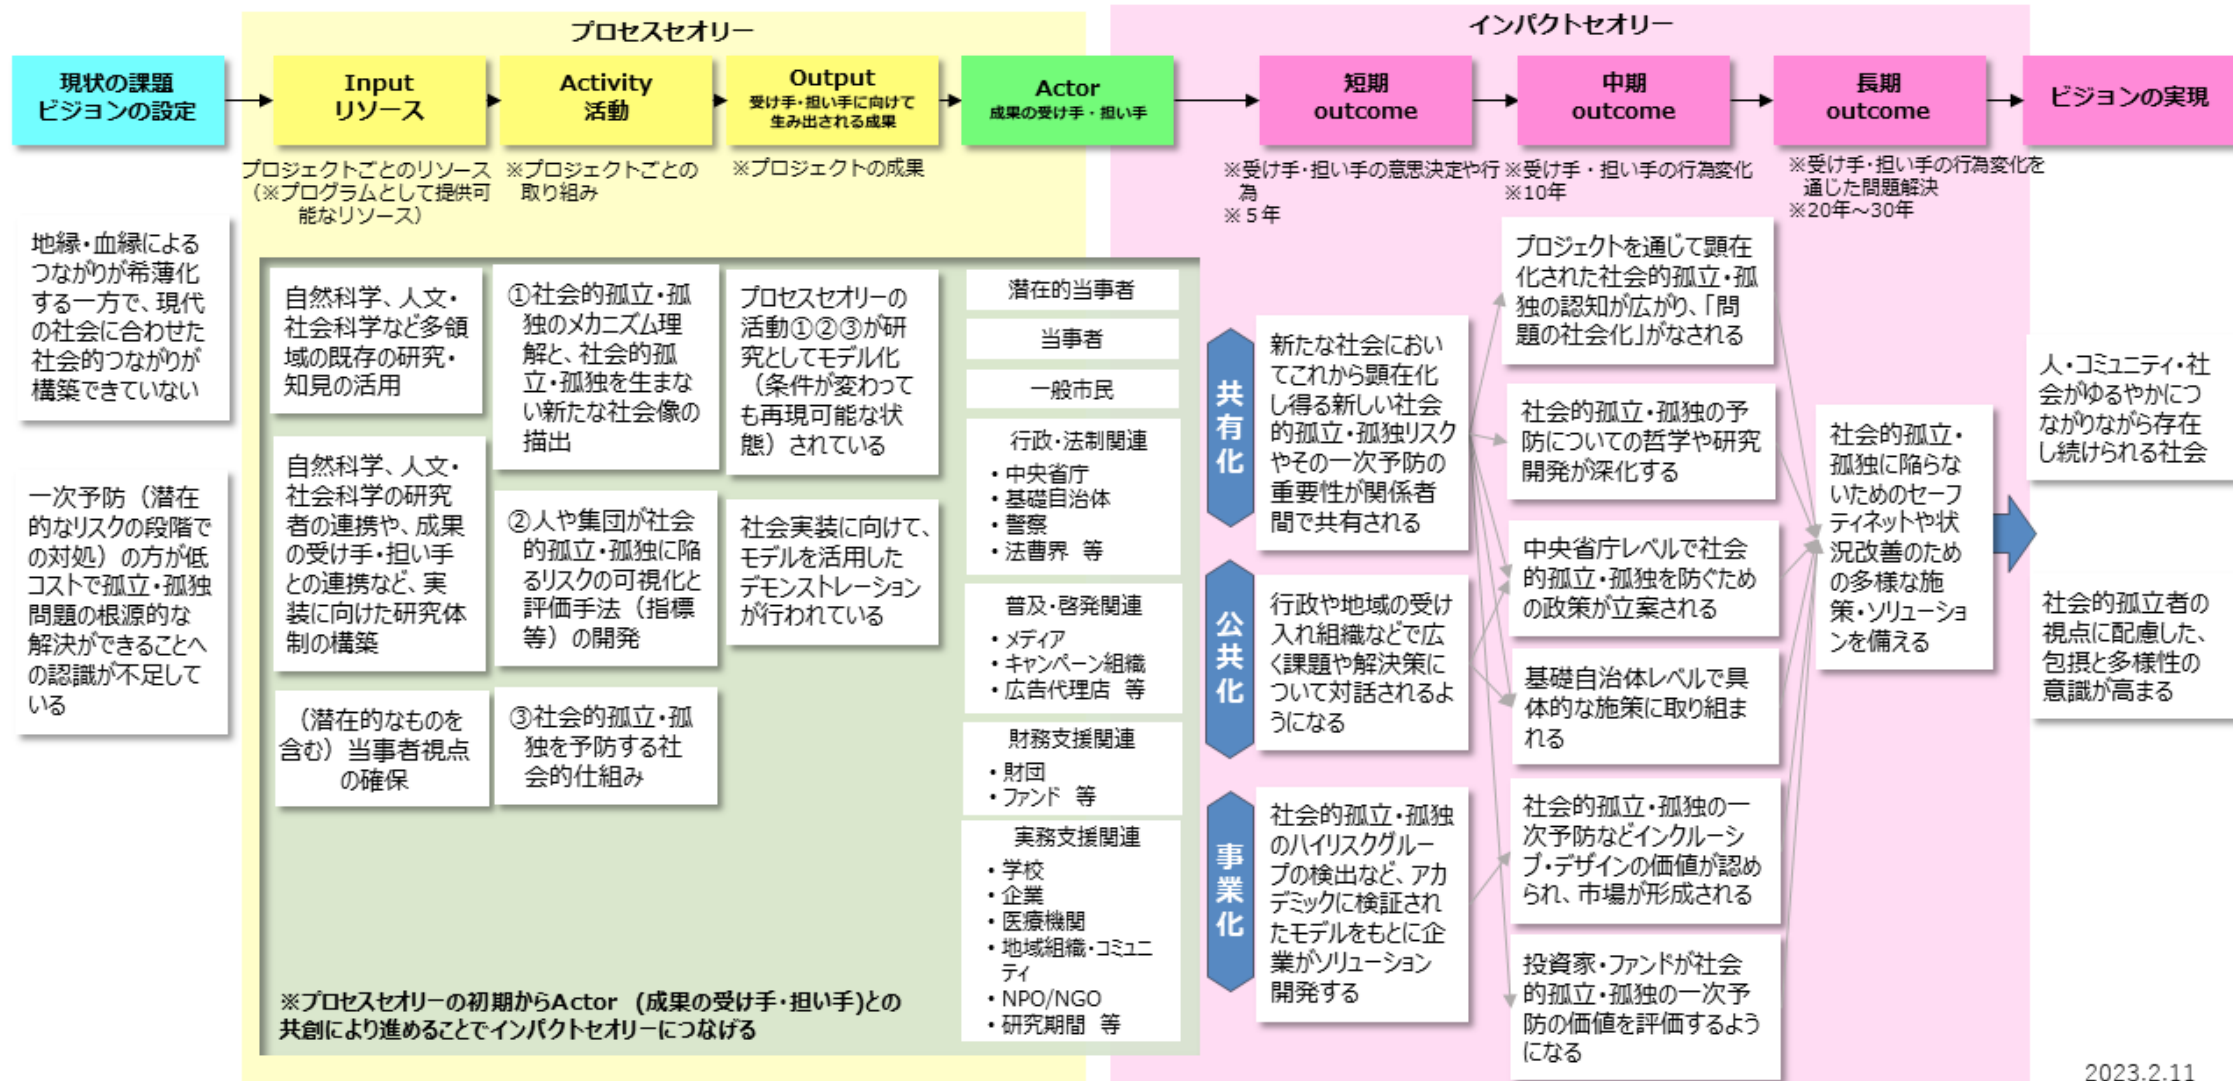 プロセスセオリー
インパクトセオリー
現状の課題
ビジョンの設定
Input
リソース
Activity
活動
Output
受け手・担い手に向けて
生み出される成果
Actor
成果の受け手・担い手
短期
outcome
中期
outcome
長期
outcome
ビジョンの実現
プロジェクトごとのリソース
（※プログラムとして提供可
能なリソース）
※プロジェクトごとの
取り組み
※プロジェクトの成果
※受け手・担い手の意思決定や行
為
※５年
※受け手・担い手の行為変化
※10年
※受け手・担い手の行為変化を
通じた問題解決
※20年～30年
地縁・血縁による
つながりが希薄化
する一方で、現代
の社会に合わせた
社会的つながりが
構築できていない
一次予防（潜在
的なリスクの段階で
の対処）の方が低
コストで孤立・孤独
問題の根源的な
解決ができることへ
の認識が不足して
いる
自然科学、人文・
社会科学など多領
域の既存の研究・
知見の活用
自然科学、人文・
社会科学の研究
者の連携や、成果
の受け手・担い手
との連携など、実
装に向けた研究体
制の構築
（潜在的なものを
含む）当事者視点
の確保
①社会的孤立・孤
独のメカニズム理
解と、社会的孤
立・孤独を生まな
い新たな社会像の
描出
②人や集団が社会
的孤立・孤独に陥
るリスクの可視化と
評価手法（指標
等）の開発
③社会的孤立・孤
独を予防する社
会的仕組み
プロセスセオリーの
活動①②③が研
究としてモデル化
（条件が変わって
も再現可能な状
態）されている
社会実装に向けて、
モデルを活用した
デモンストレーション
が行われている
潜在的当事者
当事者
一般市民
行政・法制関連
・中央省庁
・基礎自治体
・警察
・法曹界 等
普及・啓発関連
・メディア
・キャンペーン組織
・広告代理店 等
財務支援関連
・財団
・ファンド 等
実務支援関連
・学校
・企業
・医療機関
・地域組織・コミュニ
ティ
・NPO/NGO
・研究期間 等
※プロセスセオリーの初期からActor (成果の受け手・担い手)との
共創により進めることでインパクトセオリーにつなげる
共有化
公共化
事業化
新たな社会におい
てこれから顕在化
し得る新しい社会
的孤立・孤独リスク
やその一次予防の
重要性が関係者
間で共有される
行政や地域の受け
入れ組織などで広
く課題や解決策に
ついて対話されるよ
うになる
社会的孤立・孤独
のハイリスクグルー
プの検出など、アカ
デミックに検証され
たモデルをもとに企
業がソリューション
開発する
プロジェクトを通じて顕在
化された社会的孤立・孤
独の認知が広がり、「問
題の社会化」がなされる
社会的孤立・孤独の予
防についての哲学や研究
開発が深化する
中央省庁レベルで社会
的孤立・孤独を防ぐため
の政策が立案される
基礎自治体レベルで具
体的な施策に取り組ま
れる
社会的孤立・孤独の一
次予防などインクルーシ
ブ・デザインの価値が認め
られ、市場が形成される
投資家・ファンドが社会
的孤立・孤独の一次予
防の価値を評価するよう
になる
社会的孤立・
孤独に陥らな
いためのセーフ
ティネットや状
況改善のため
の多様な施
策・ソリューショ
ンを備える
人・コミュニティ・社
会がゆるやかにつ
ながりながら存在
し続けられる社会
社会的孤立者の
視点に配慮した、
包摂と多様性の
意識が高まる
2023.2.11